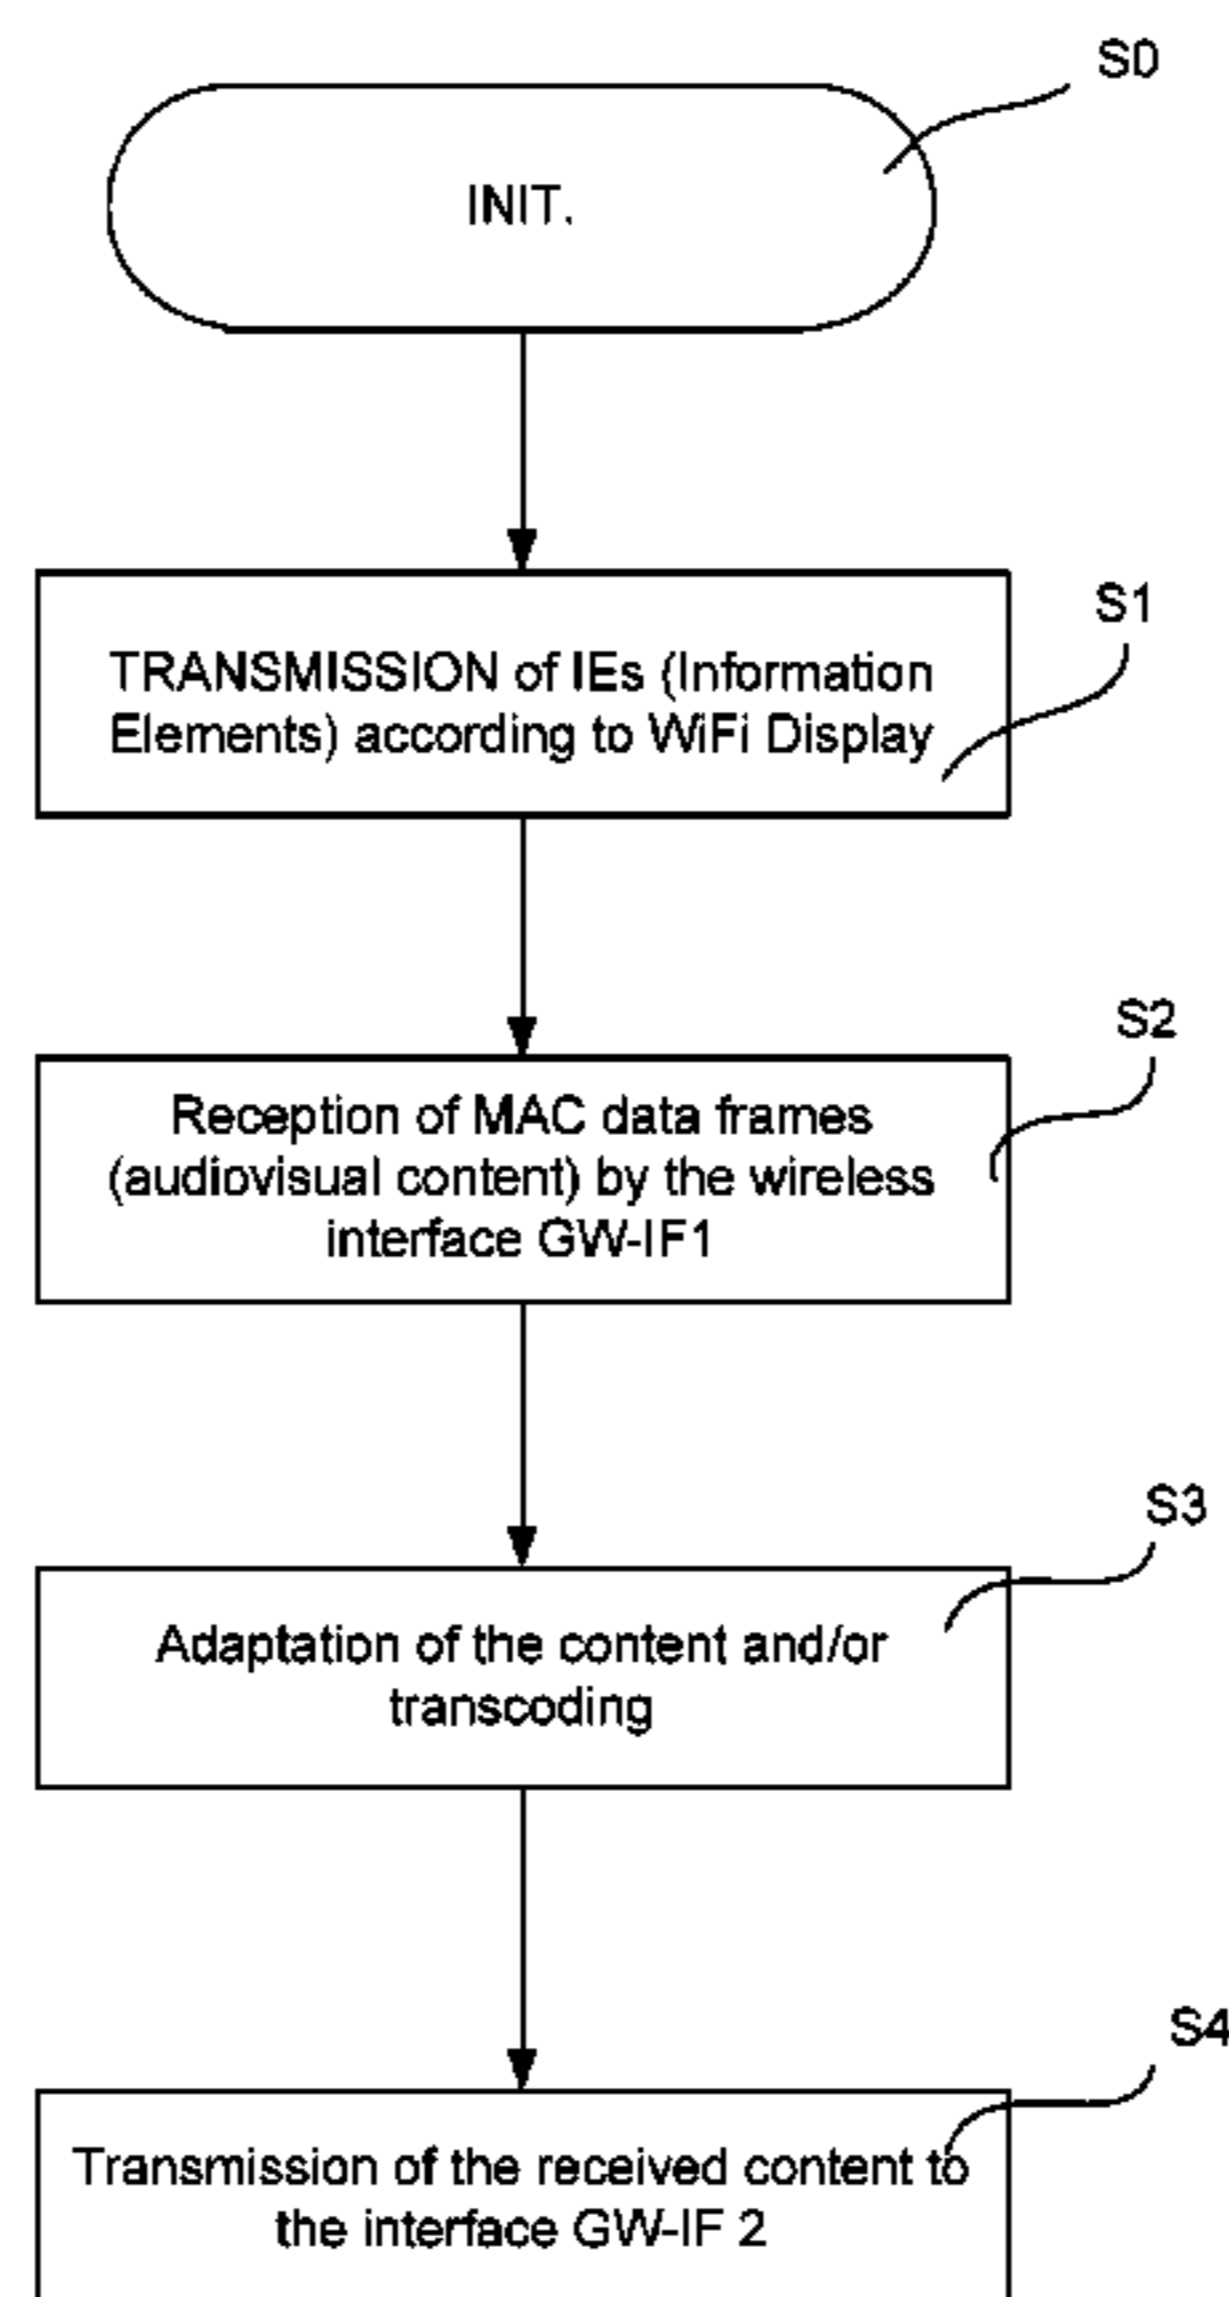 S0
INIT.
S1
TRANSMISSION of IEs (Information
Elements) according to WiFi Display
S2
Reception of MAC data frames
(audiovisual content) by the wireless
interface GW-IF1
S3
Adaptation of the content and/or
transcoding
S4
Transmission of the received content to
the interface GW-IF 2